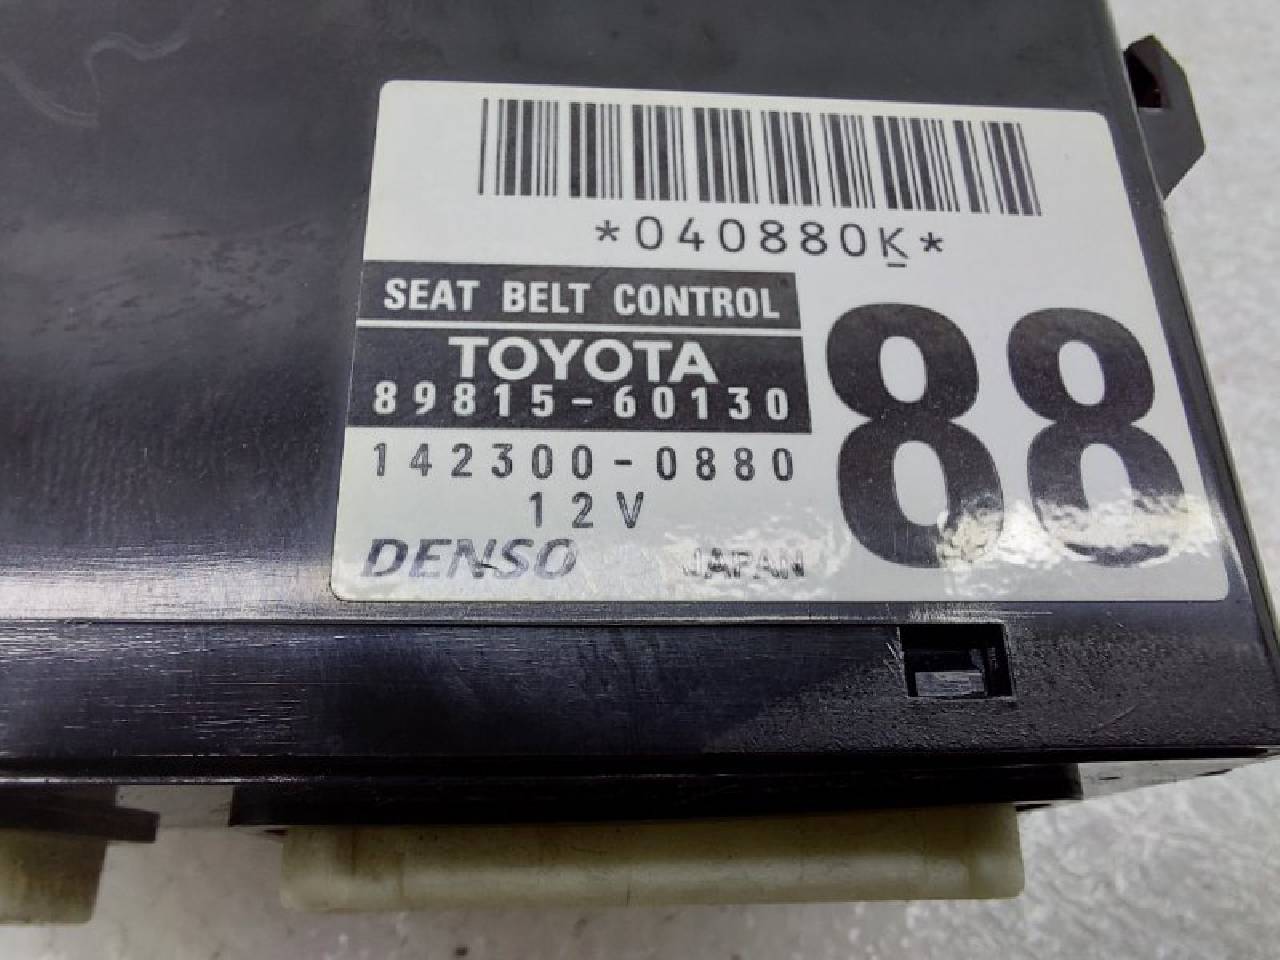 *040880K*
SEAT BELT CONTROL
TOYOTA
89815-60130
142300-0880
12V
DENSO JAPAN
88